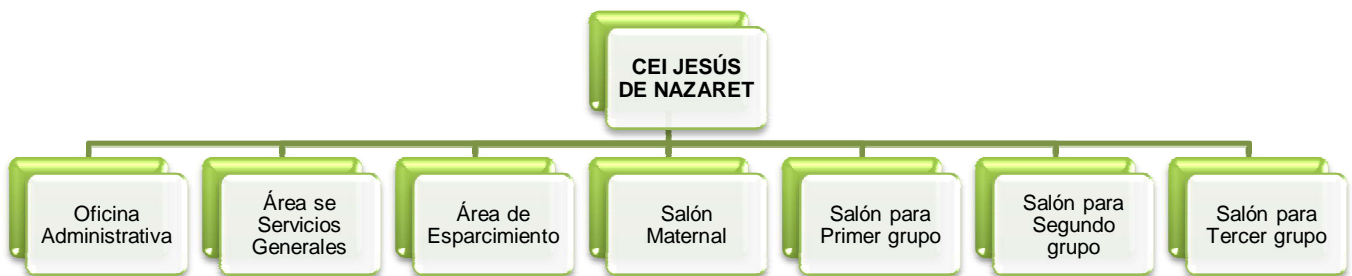 CEI JESÚS
DE NAZARET
Oficina
Administrativa
Área se
Servicios
Generales
Área de
Esparcimiento
Salón
Maternal
Salón para
Primer grupo
Salón para
Segundo
grupo
Salón para
Tercer grupo